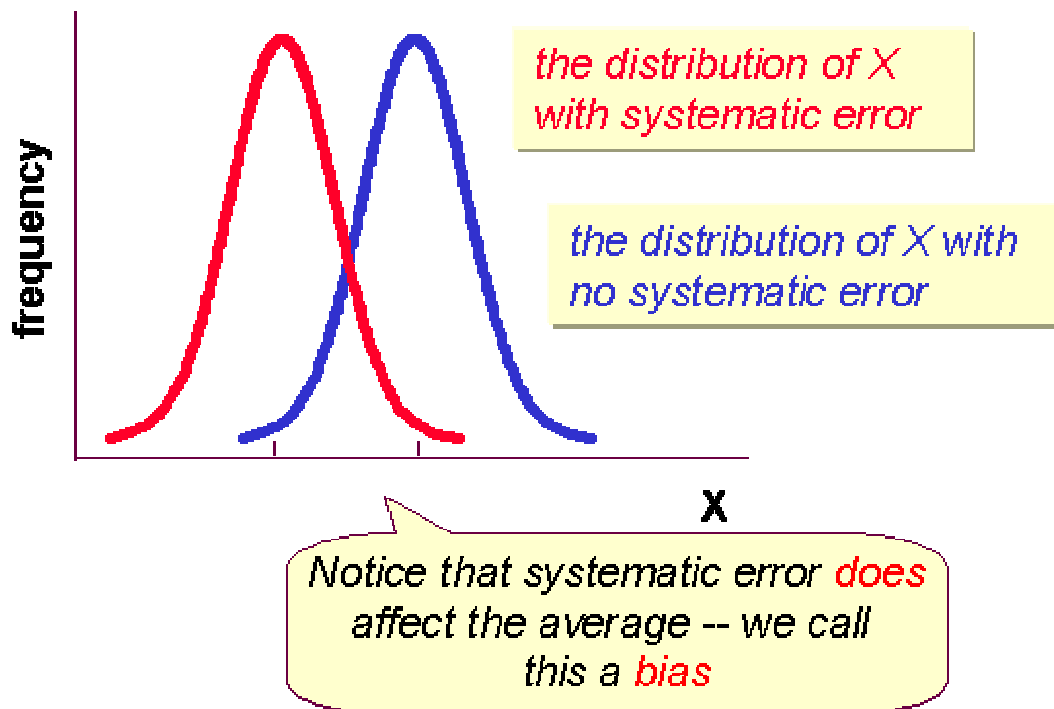 the distribution of X
with systematic error
frequency
the distribution of X with
no systematic error
X
Notice that systematic error does
affect the average -- we call
this a bias